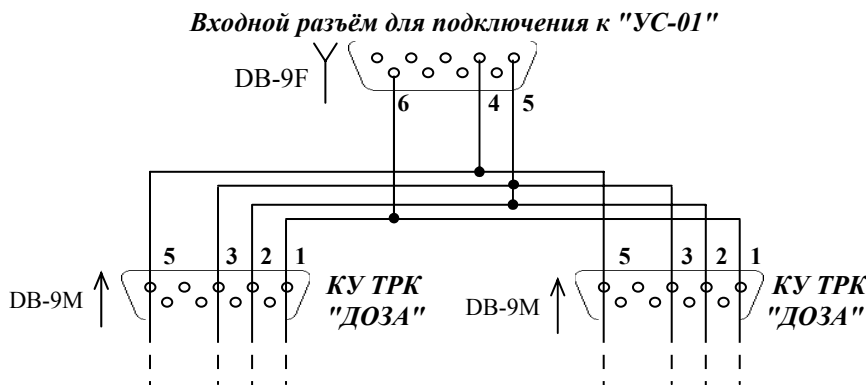 Входной разъём для подключения к "УС-01"
DB-9F
6 4 5
5 3 2 1
КУ ТРК
"ДОЗА"
DB-9M
5 3 2 1
КУ ТРК
"ДОЗА"
DB-9M